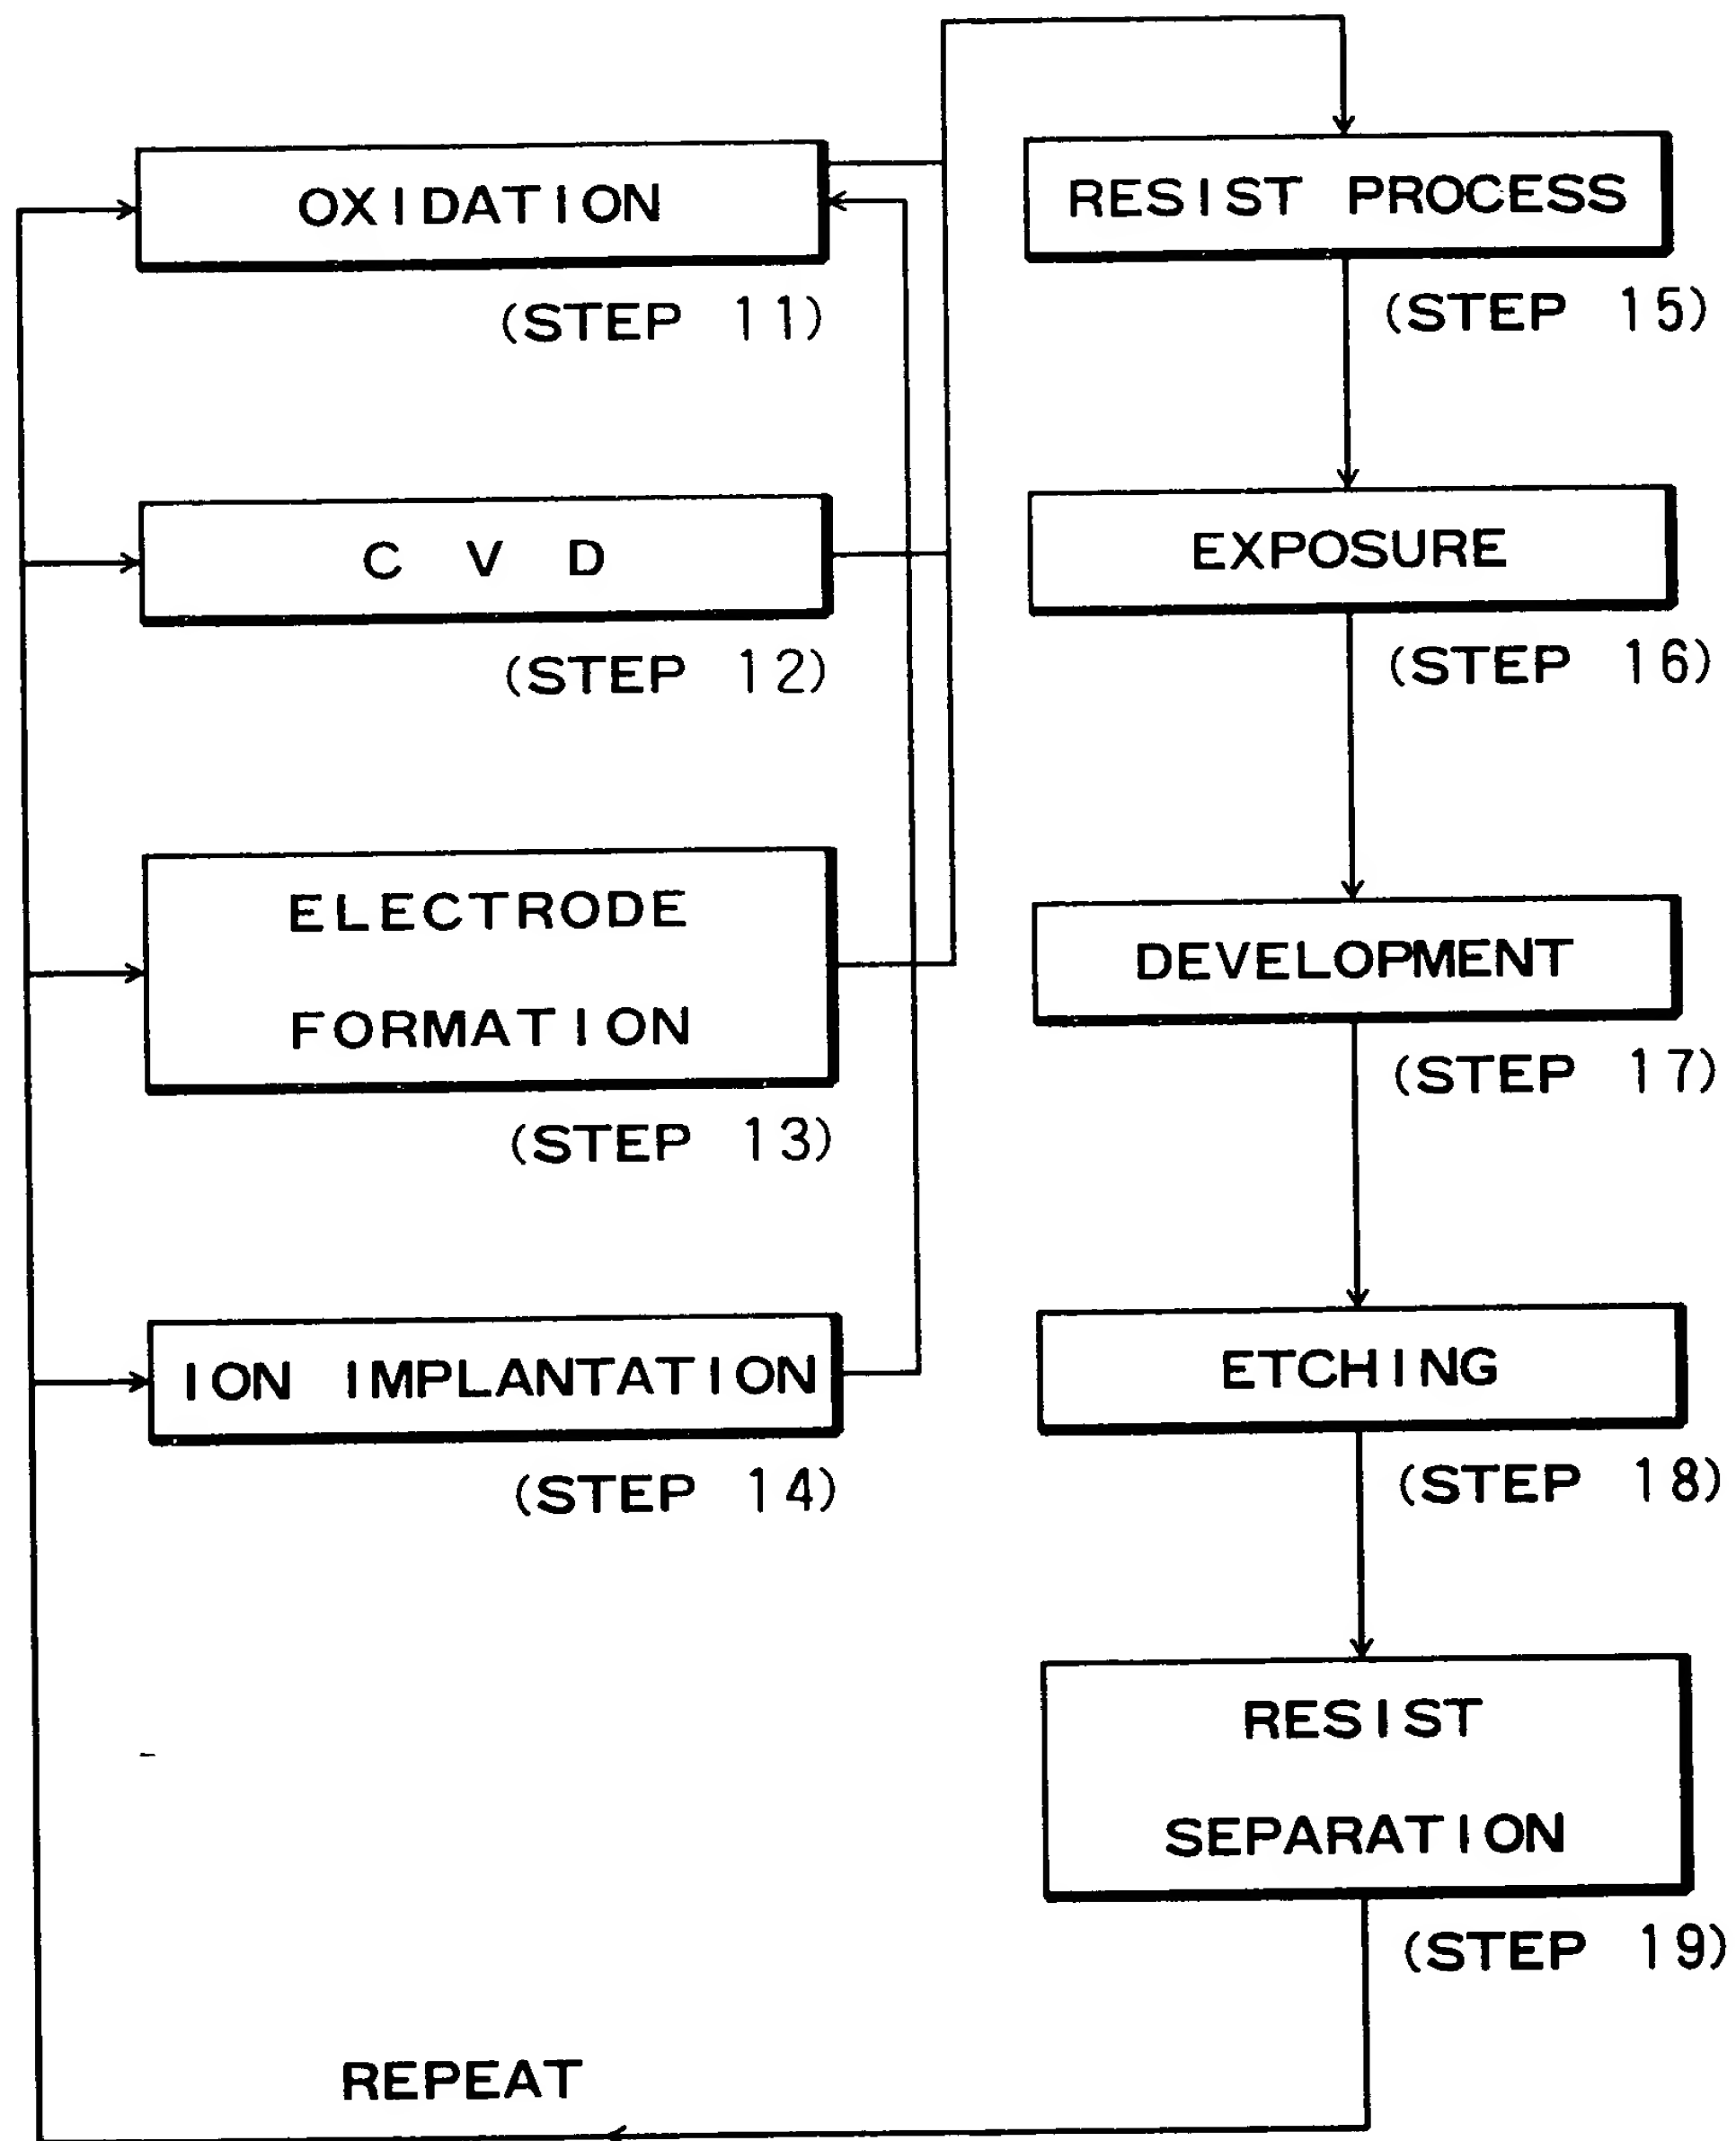 OXIDATION
(STEP 11)
C V D
(STEP 12)
ELECTRODE
FORMATION
(STEP 13)
ION IMPLANTATION
(STEP 14)
RESIST PROCESS
(STEP 15)
EXPOSURE
(STEP 16)
DEVELOPMENT
(STEP 17)
ETCHING
(STEP 18)
RESIST
SEPARATION
(STEP 19)
REPEAT